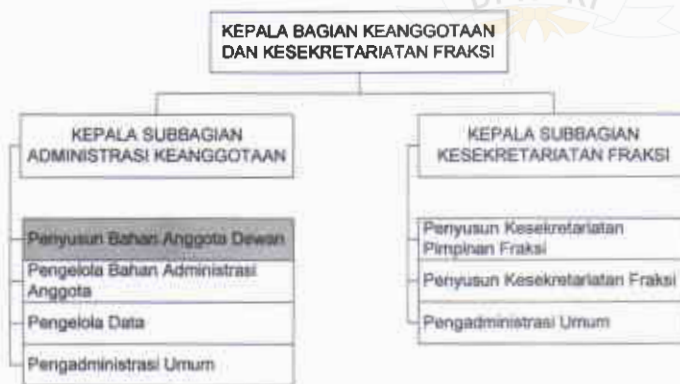 KEPALA BAGIAN KEANGGOTAAN
DAN KESEKRETARIATAN FRAKSI
KEPALA SUBBAGIAN
ADMINISTRASI KEANGGOTAAN
Penyusun Bahan Anggota Dewan
Pengelola Bahan Administrasi
Anggota
Pengelola Data
Pengadministrasi Umum
KEPALA SUBBAGIAN
KESEKRETARIATAN FRAKSI
Penyusun Kesekretariatan
Pimpinan Fraksi
Penyusun Kesekretariatan Fraksi
Pengadministrasi Umum